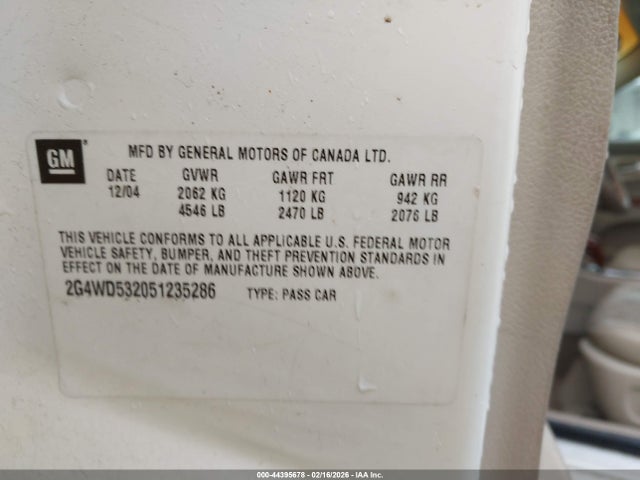 GM
MFD BY GENERAL MOTORS OF CANADA LTD.
DATE GVWR GAWR FRT GAWR RR
12/04 2062 KG 1120 KG 942 KG
4546 LB 2470 LB 2076 LB
THIS VEHICLE CONFORMS TO ALL APPLICABLE U.S. FEDERAL MOTOR
VEHICLE SAFETY, BUMPER, AND THEFT PREVENTION STANDARDS IN
EFFECT ON THE DATE OF MANUFACTURE SHOWN ABOVE.
2G4WD532051235286 TYPE: PASS CAR
000-44395678 - 02/16/2026 - IAA Inc.